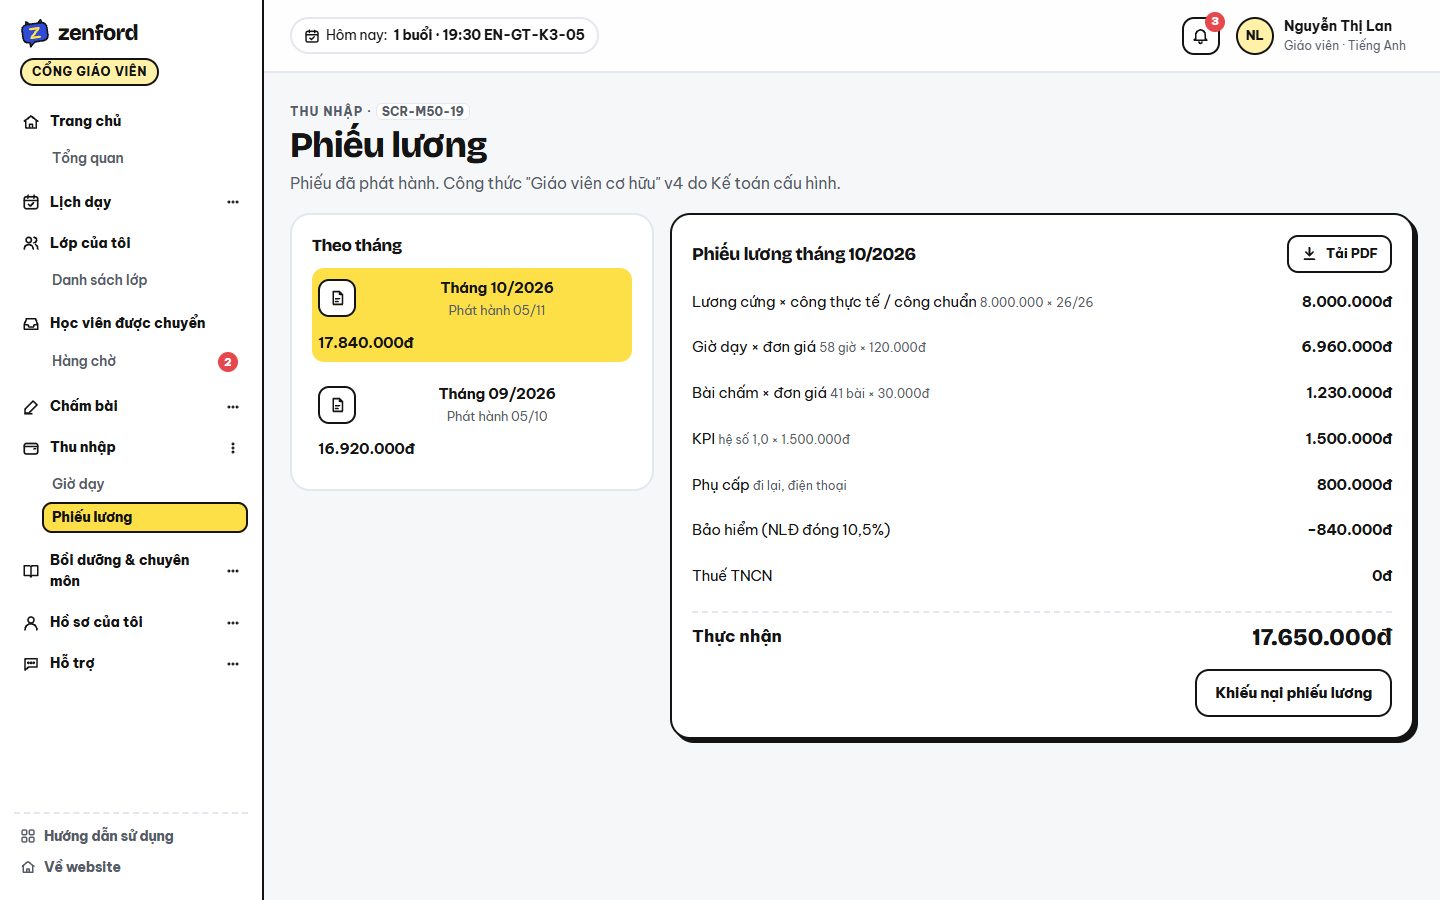 zenford
CỔNG GIÁO VIÊN
Trang chủ
Tổng quan
Lịch dạy
Lớp của tôi
Danh sách lớp
Học viên được chuyển
Hàng chờ 2
Chấm bài
Thu nhập
Giờ dạy
Phiếu lương
Bồi dưỡng & chuyên
môn
Hồ sơ của tôi
Hỗ trợ
Hướng dẫn sử dụng
Về website
Hôm nay: 1 buổi · 19:30 EN-GT-K3-05
3
NL
Nguyễn Thị Lan
Giáo viên · Tiếng Anh
THU NHẬP · SCR-M50-19
Phiếu lương
Phiếu đã phát hành. Công thức "Giáo viên cơ hữu" v4 do Kế toán cấu hình.
Theo tháng
Tháng 10/2026
Phát hành 05/11
17.840.000đ
Tháng 09/2026
Phát hành 05/10
16.920.000đ
Phiếu lương tháng 10/2026
Tải PDF
Lương cứng × công thực tế / công chuẩn 8.000.000 × 26/26 8.000.000đ
Giờ dạy × đơn giá 58 giờ × 120.000đ 6.960.000đ
Bài chấm × đơn giá 41 bài × 30.000đ 1.230.000đ
KPI hệ số 1,0 × 1.500.000đ 1.500.000đ
Phụ cấp đi lại, điện thoại 800.000đ
Bảo hiểm (NLĐ đóng 10,5%) −840.000đ
Thuế TNCN 0đ
Thực nhận 17.650.000đ
Khiếu nại phiếu lương